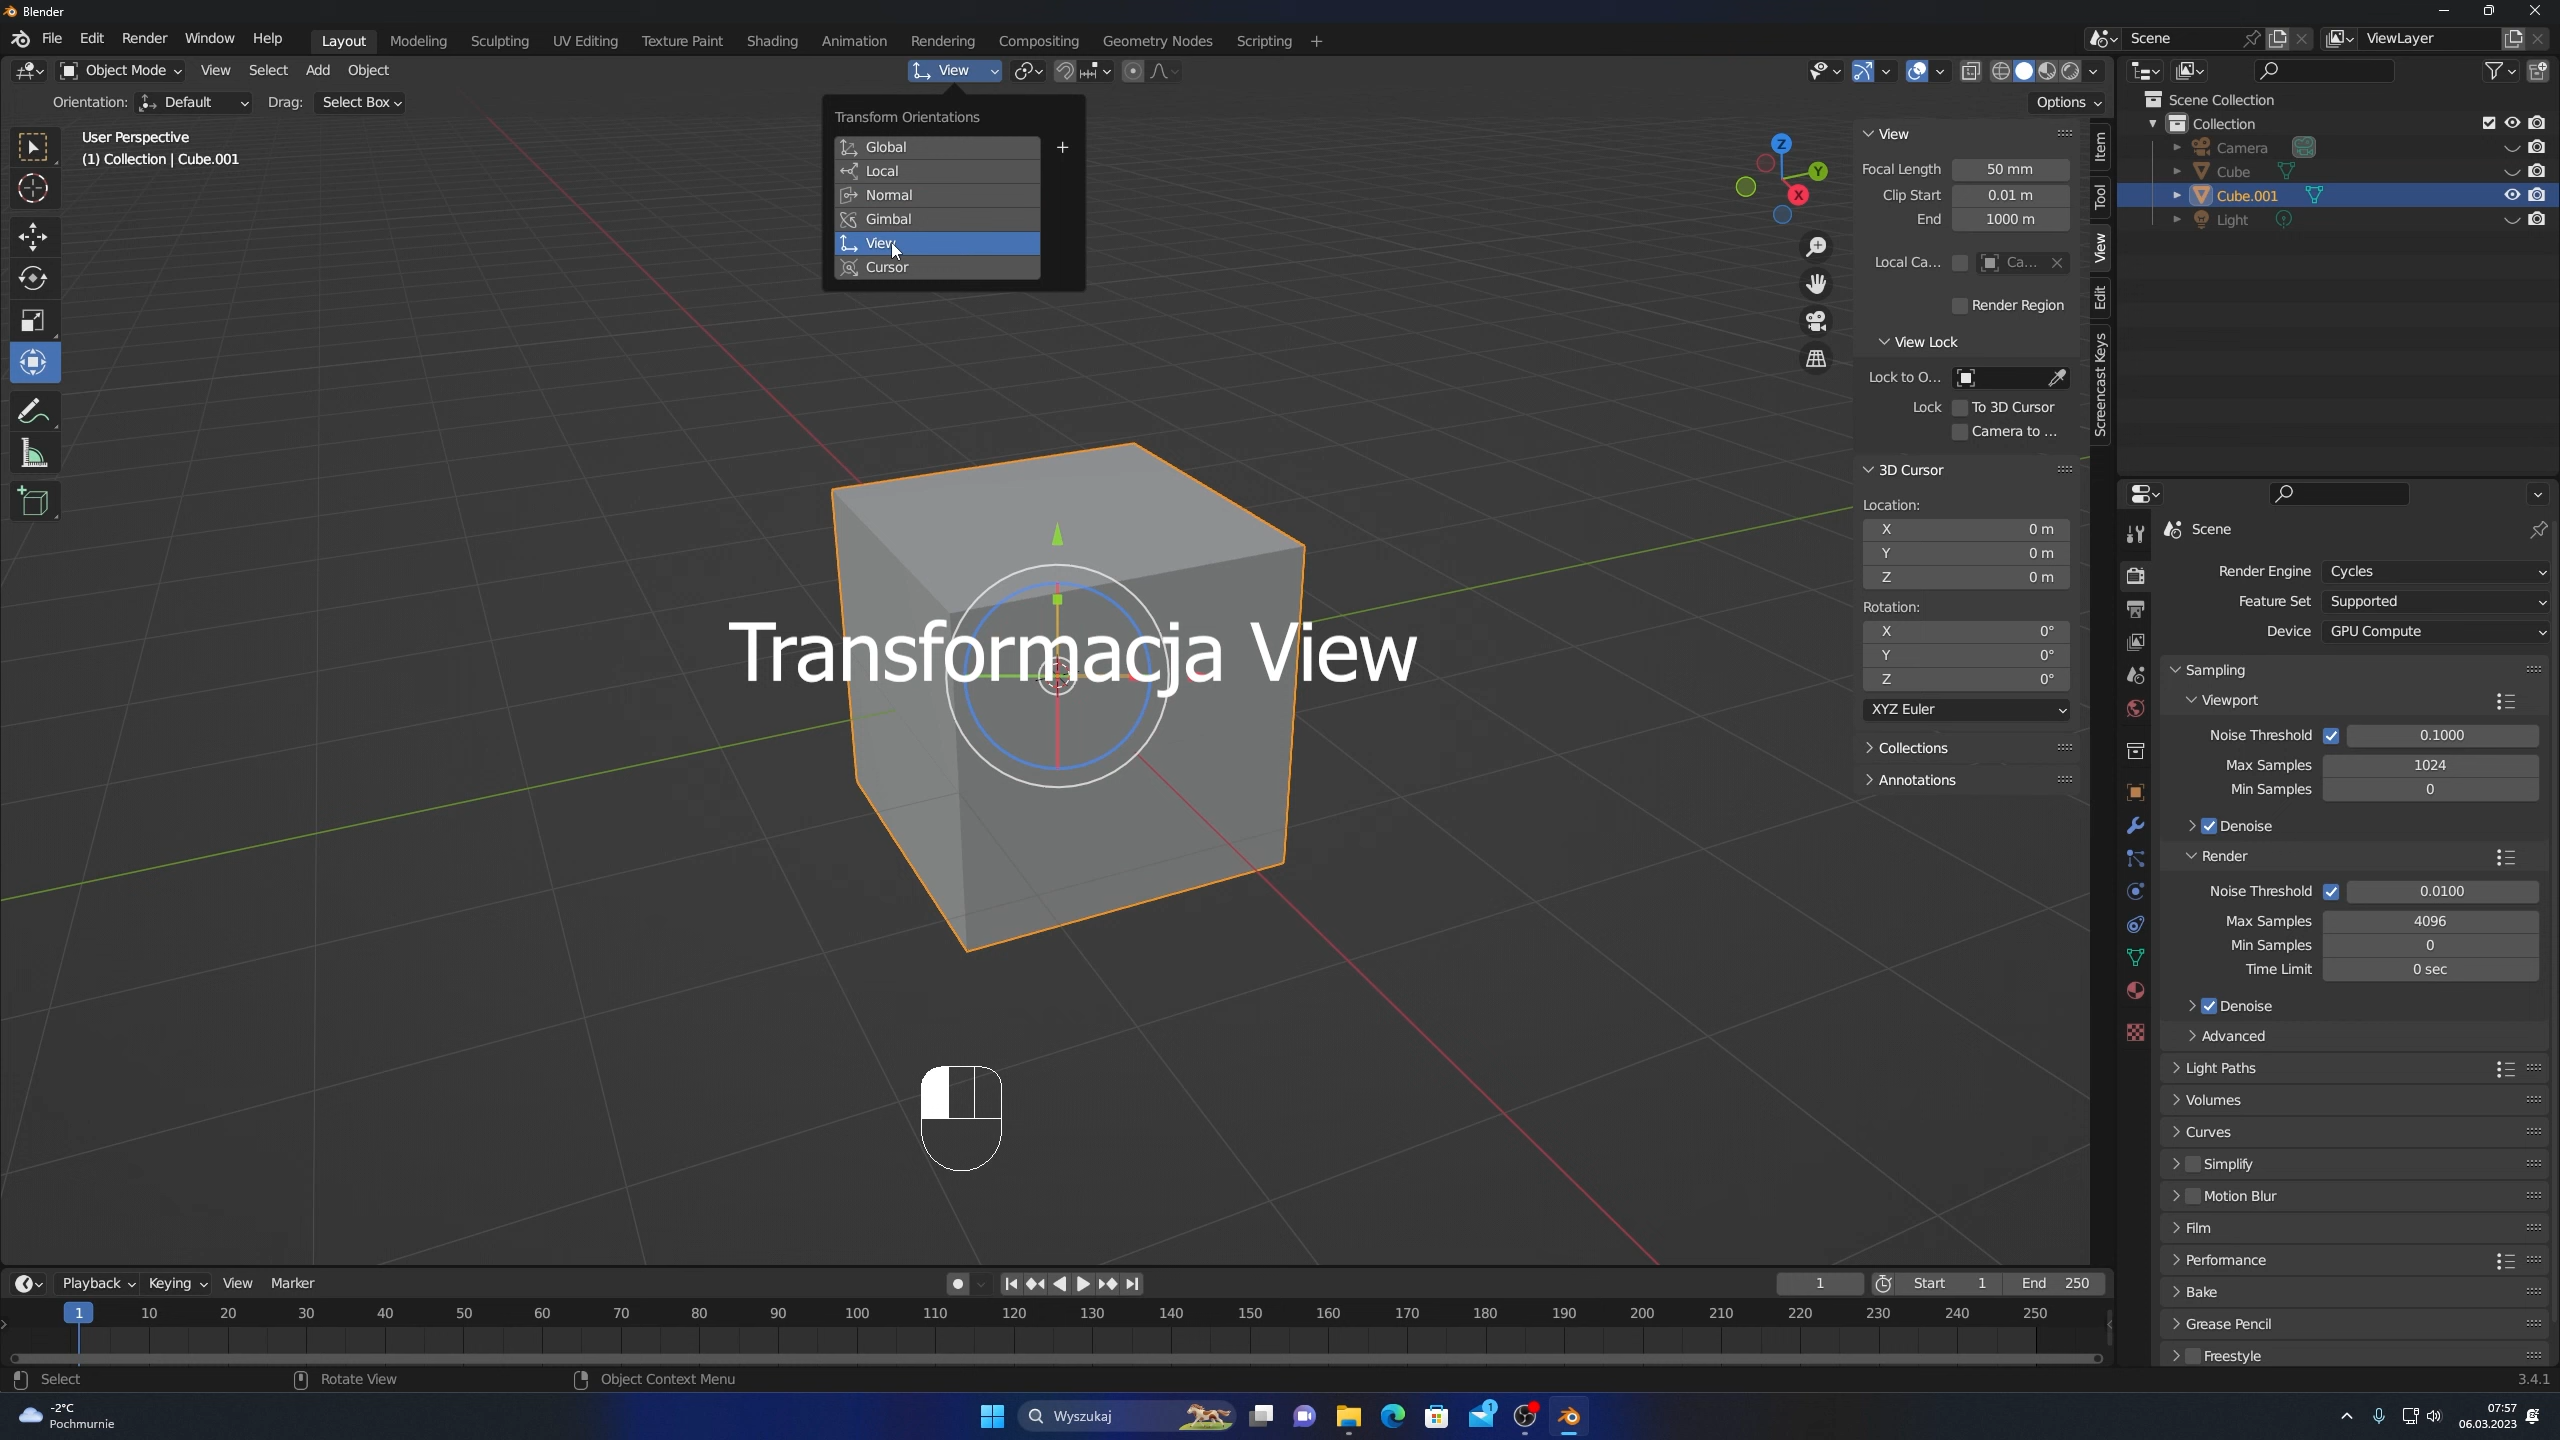 Blender
File Edit Render Window Help Layout Modeling Sculpting UV Editing Texture Paint Shading Animation Rendering Compositing Geometry Nodes Scripting + Scene ViewLayer
Object Mode View Select Add Object View
Orientation: Default Drag: Select Box Options
User Perspective
(1) Collection | Cube.001
Transform Orientations
Global
Local
Normal
Gimbal
View
Cursor
Z
Y
X
Transformacja View
View
Focal Length 50 mm
Clip Start 0.01 m
End 1000 m
Local Ca... Ca...
Render Region
View Lock
Lock to O...
Lock To 3D Cursor
Camera to ...
3D Cursor
Location:
X 0 m
Y 0 m
Z 0 m
Rotation:
X 0°
Y 0°
Z 0°
XYZ Euler
Collections
Annotations
Item
Tool
View
Edit
Screencast Keys
Scene Collection
Collection
Camera
Cube
Cube.001
Light
Scene
Render Engine Cycles
Feature Set Supported
Device GPU Compute
Sampling
Viewport
Noise Threshold 0.1000
Max Samples 1024
Min Samples 0
Denoise
Render
Noise Threshold 0.0100
Max Samples 4096
Min Samples 0
Time Limit 0 sec
Denoise
Advanced
Light Paths
Volumes
Curves
Simplify
Motion Blur
Film
Performance
Bake
Grease Pencil
Freestyle
Playback Keying View Marker 1 Start 1 End 250
1 10 20 30 40 50 60 70 80 90 100 110 120 130 140 150 160 170 180 190 200 210 220 230 240 250
Select Rotate View Object Context Menu 3.4.1
-2°C
Pochmurnie
Wyszukaj
1
07:57
06.03.2023